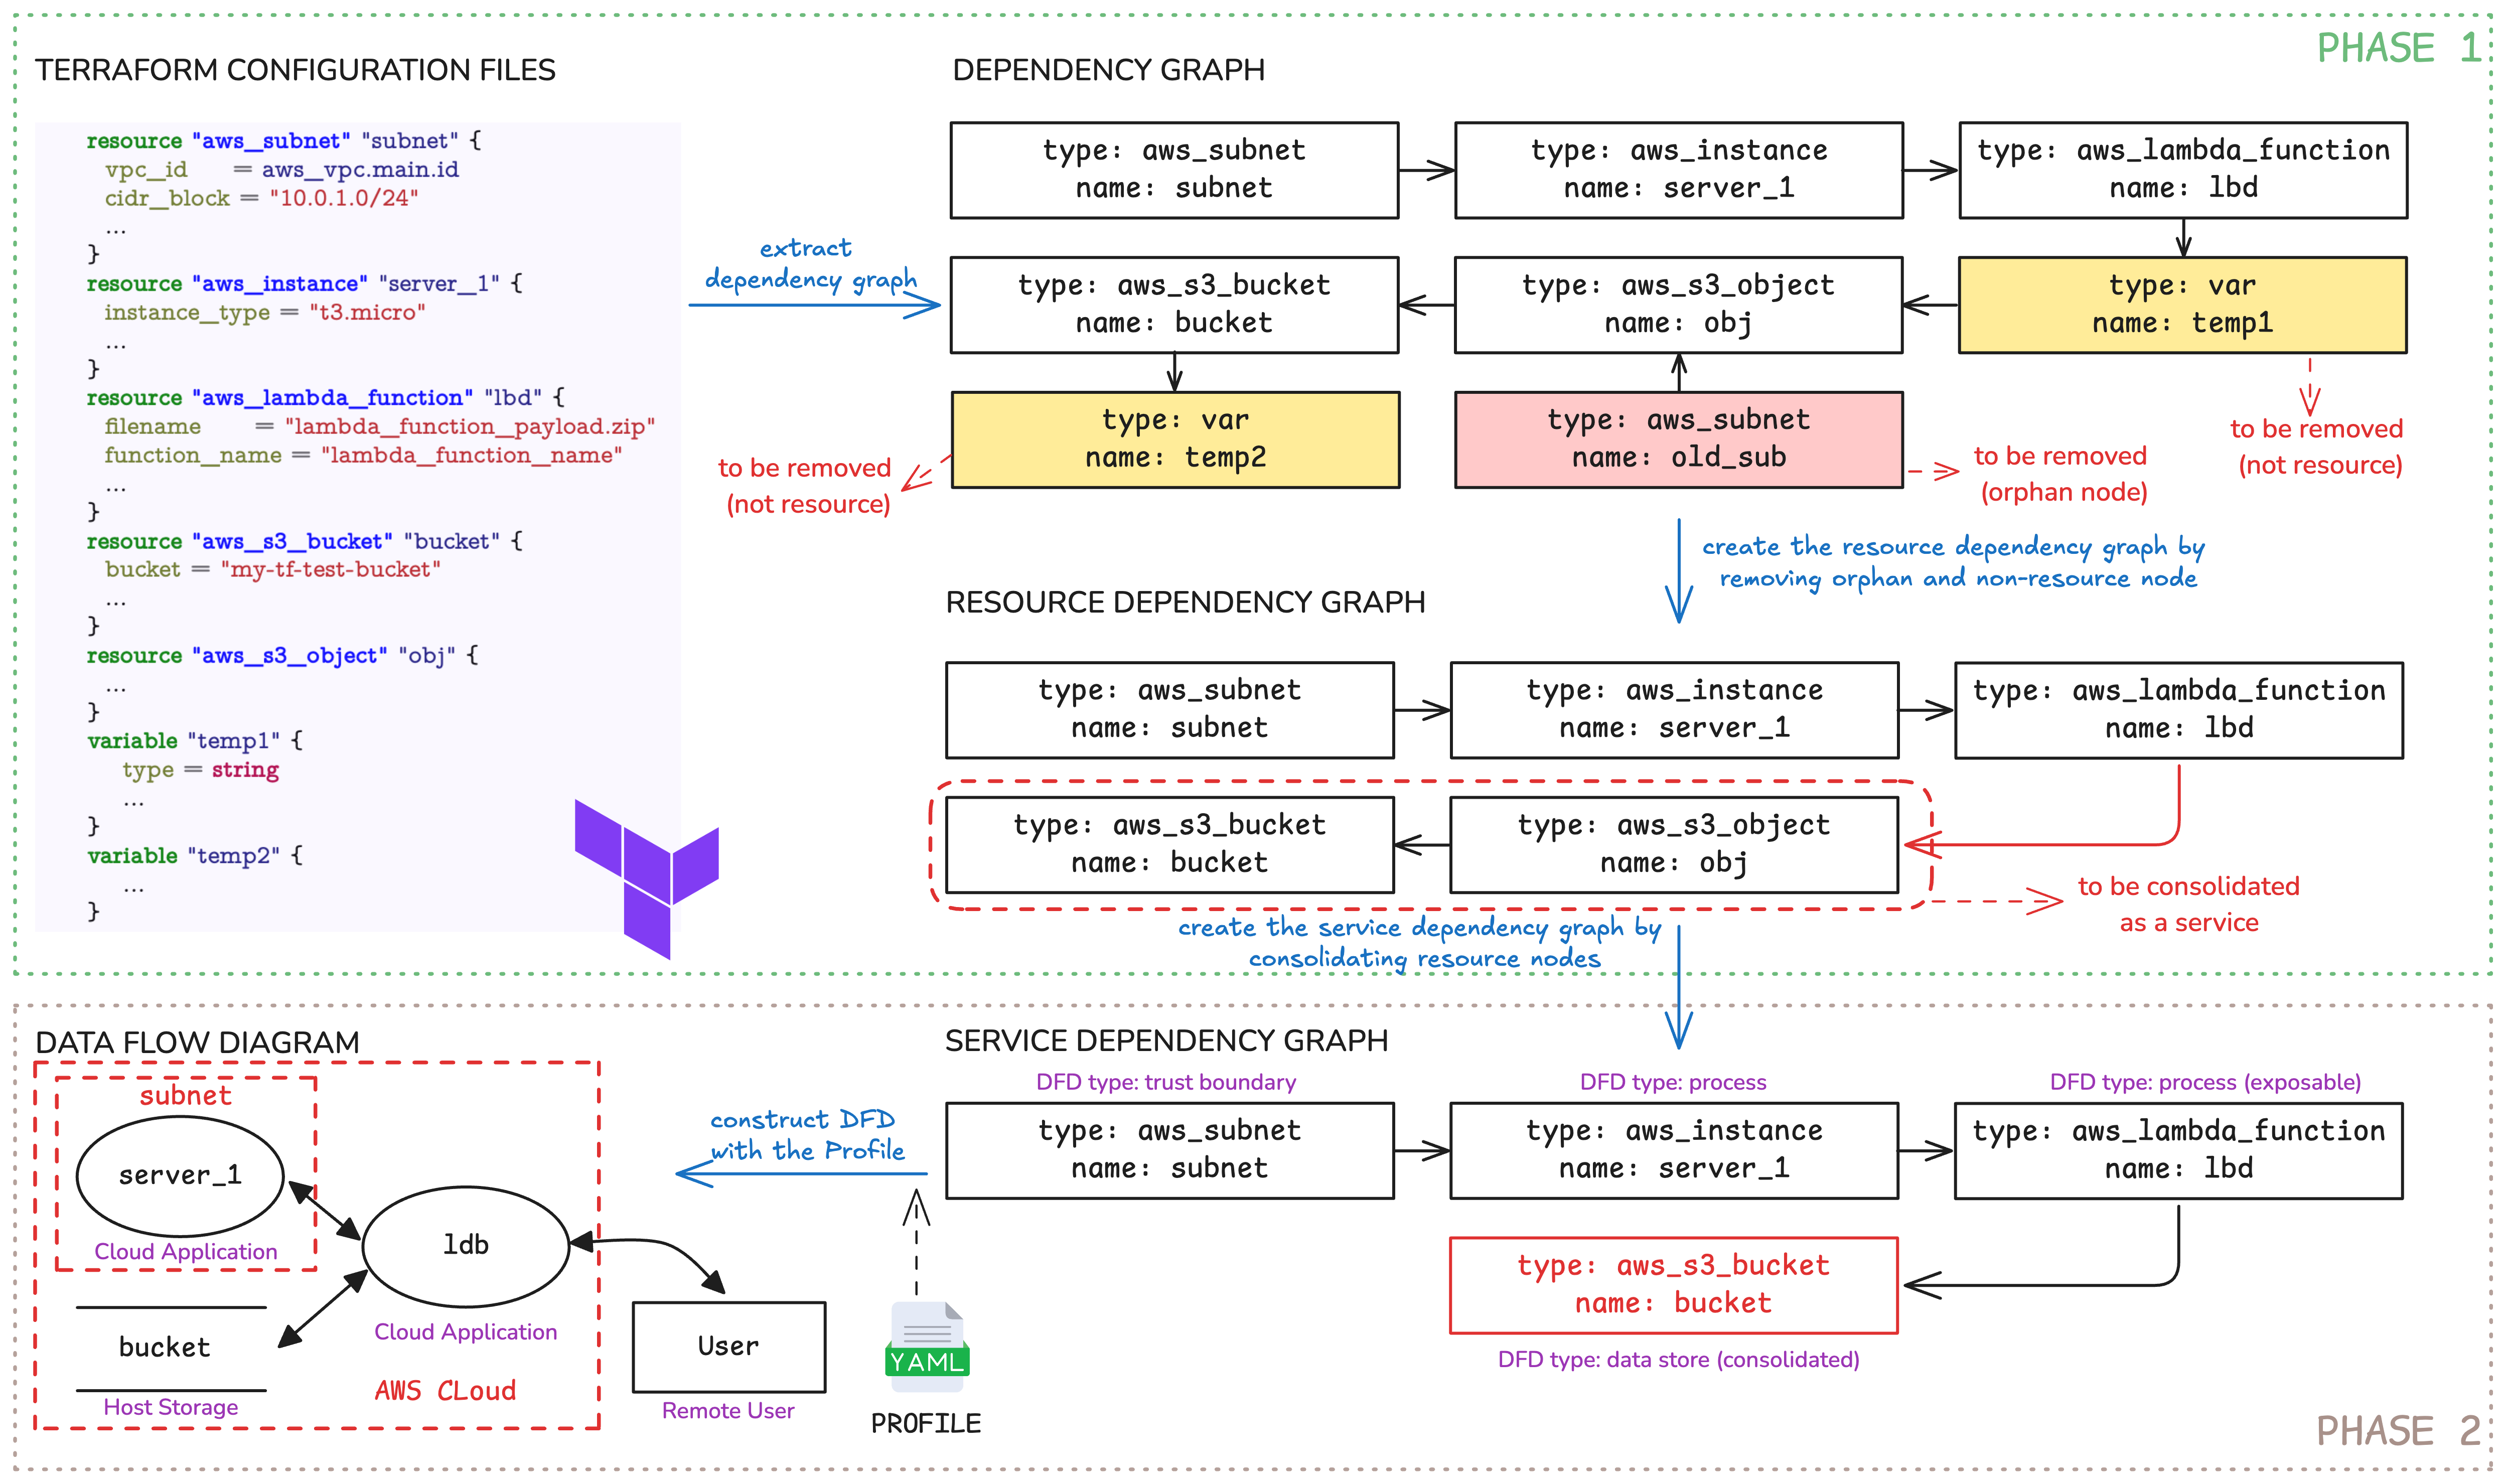 PHASE 1
TERRAFORM CONFIGURATION FILES
resource "aws_subnet" "subnet" {
vpc_id = aws_vpc.main.id
cidr_block = "10.0.1.0/24"
...
}
resource "aws_instance" "server_1" {
instance_type = "t3.micro"
...
}
resource "aws_lambda_function" "lbd" {
filename = "lambda_function_payload.zip"
function_name = "lambda_function_name"
...
}
resource "aws_s3_bucket" "bucket" {
bucket = "my-tf-test-bucket"
...
}
resource "aws_s3_object" "obj" {
...
}
variable "temp1" {
type = string
...
}
variable "temp2" {
...
}
extract
dependency graph
DEPENDENCY GRAPH
type: aws_subnet
name: subnet
type: aws_instance
name: server_1
type: aws_lambda_function
name: lbd
type: aws_s3_bucket
name: bucket
type: aws_s3_object
name: obj
type: var
name: temp1
type: var
name: temp2
type: aws_subnet
name: old_sub
to be removed
(not resource)
to be removed
(orphan node)
to be removed
(not resource)
create the resource dependency graph by
removing orphan and non-resource node
RESOURCE DEPENDENCY GRAPH
type: aws_subnet
name: subnet
type: aws_instance
name: server_1
type: aws_lambda_function
name: lbd
type: aws_s3_bucket
name: bucket
type: aws_s3_object
name: obj
to be consolidated
as a service
create the service dependency graph by
consolidating resource nodes
DATA FLOW DIAGRAM
subnet
server_1
Cloud Application
ldb
Cloud Application
bucket
Host Storage
AWS CLoud
User
Remote User
construct DFD
with the Profile
YAML
PROFILE
SERVICE DEPENDENCY GRAPH
DFD type: trust boundary
type: aws_subnet
name: subnet
DFD type: process
type: aws_instance
name: server_1
DFD type: process (exposable)
type: aws_lambda_function
name: lbd
type: aws_s3_bucket
name: bucket
DFD type: data store (consolidated)
PHASE 2